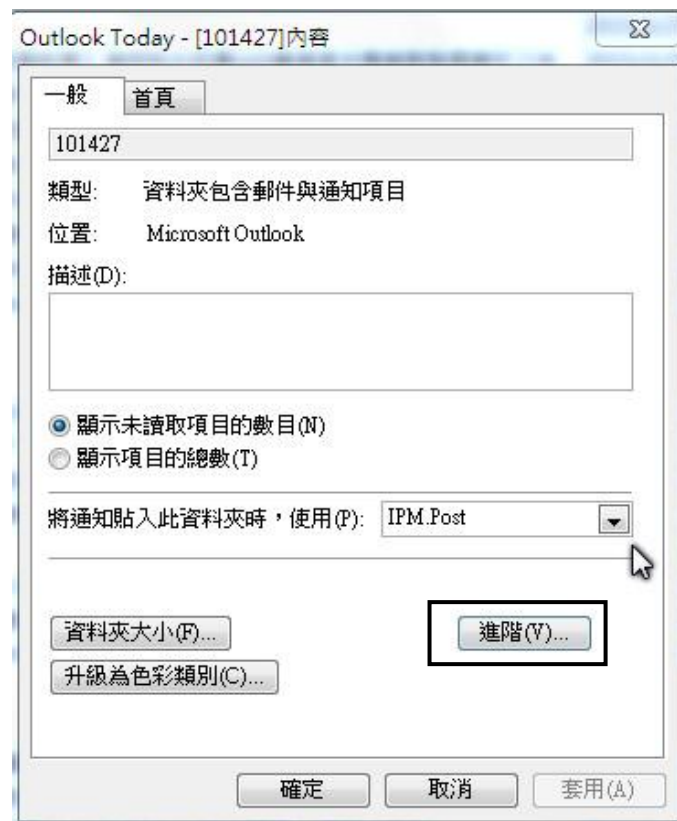 Outlook Today - [101427]內容
一般 首頁
101427
類型: 資料夾包含郵件與通知項目
位置: Microsoft Outlook
描述(D):
顯示未讀取項目的數目(N)
顯示項目的總數(T)
將通知貼入此資料夾時，使用(P): IPM.Post
資料夾大小(F)... 進階(V)...
升級為色彩類別(C)...
確定 取消 套用(A)